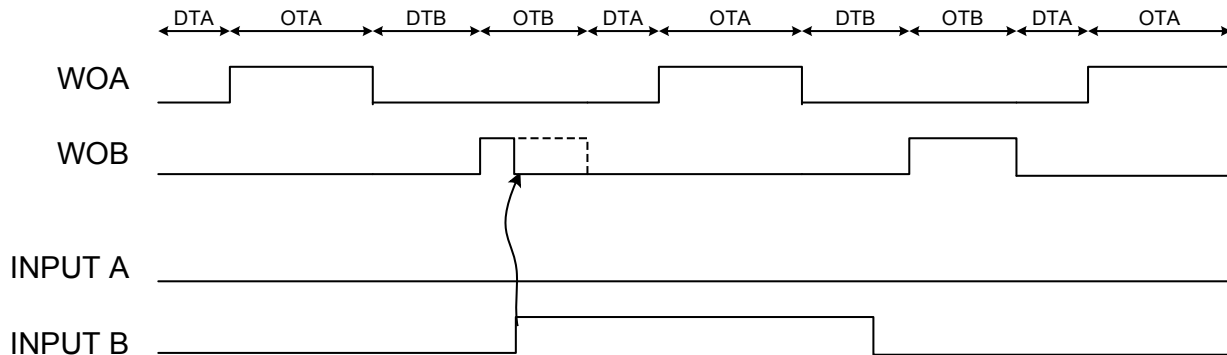 DTA OTA DTB OTB DTA OTA DTB OTB DTA OTA
WOA
WOB
INPUT A
INPUT B